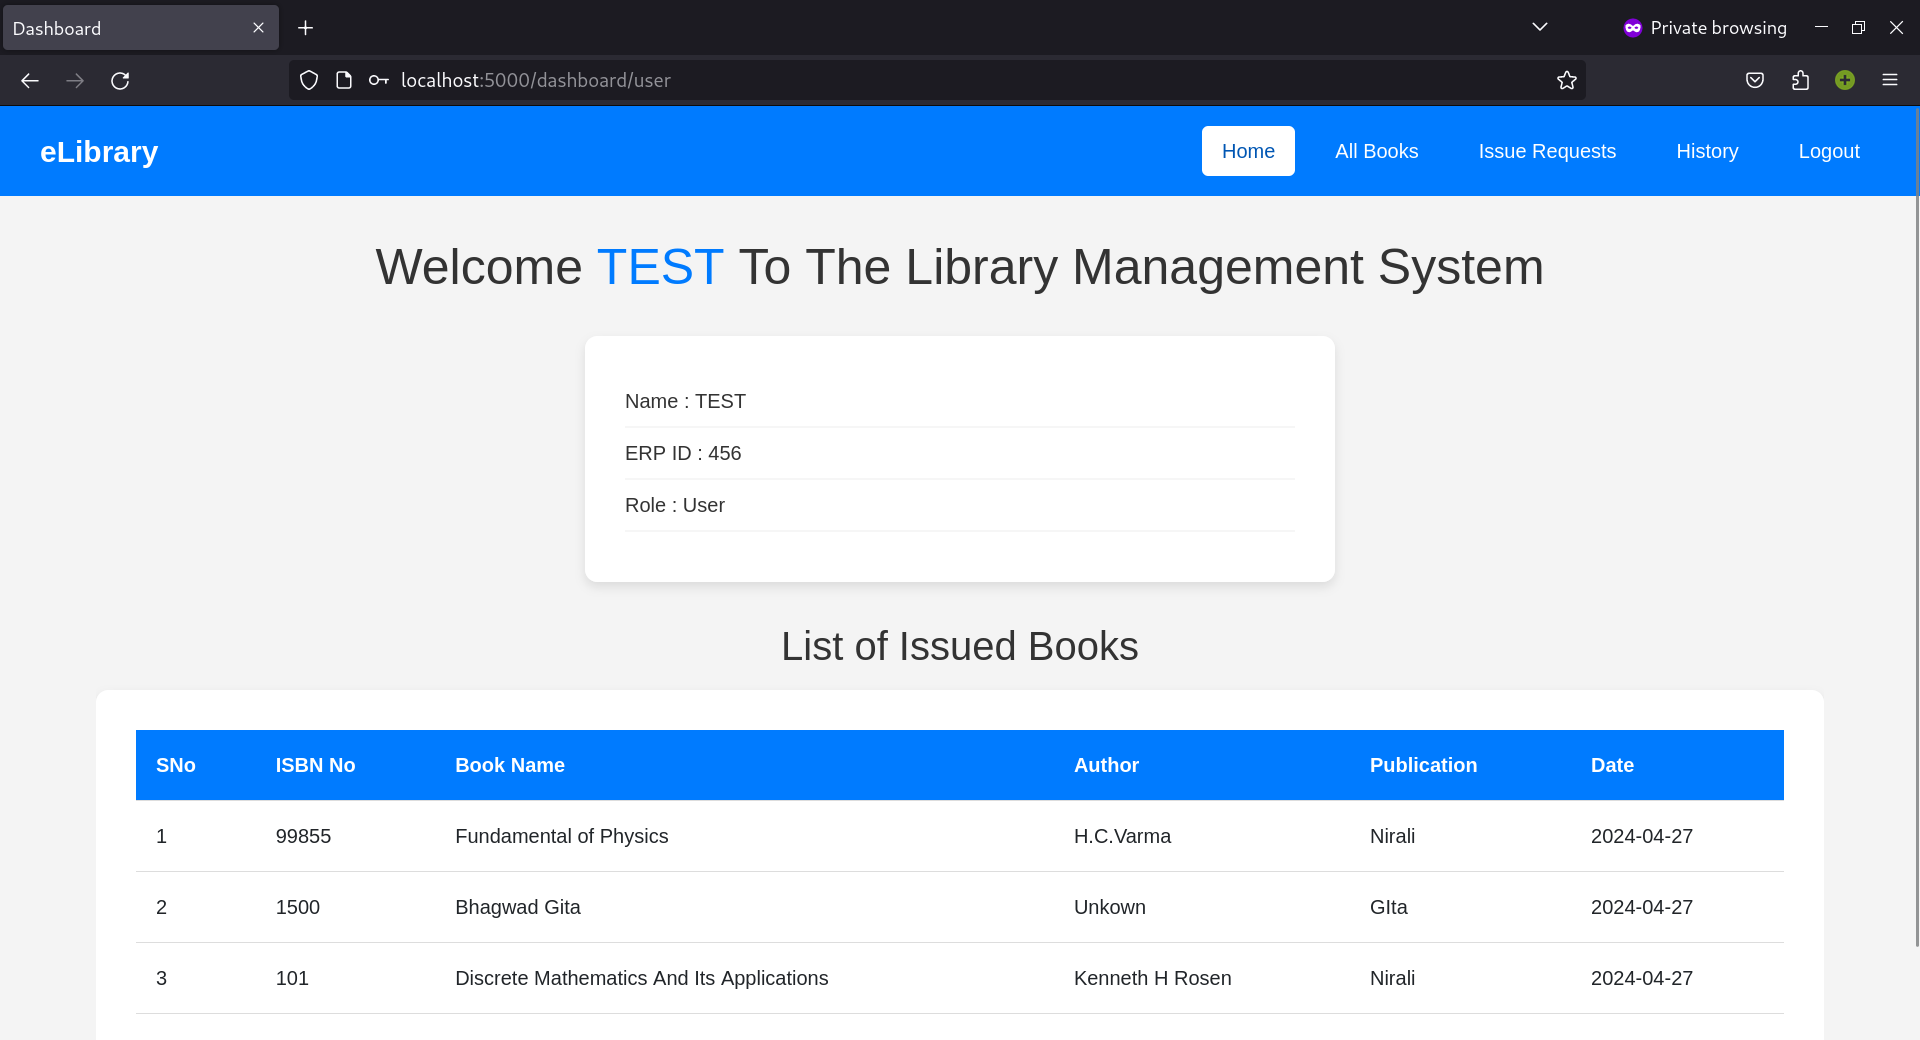 Dashboard
Private browsing
localhost:5000/dashboard/user
eLibrary
Home All Books Issue Requests History Logout
Welcome TEST To The Library Management System
Name : TEST
ERP ID : 456
Role : User
List of Issued Books
SNo ISBN No Book Name Author Publication Date
1 99855 Fundamental of Physics H.C.Varma Nirali 2024-04-27
2 1500 Bhagwad Gita Unkown GIta 2024-04-27
3 101 Discrete Mathematics And Its Applications Kenneth H Rosen Nirali 2024-04-27